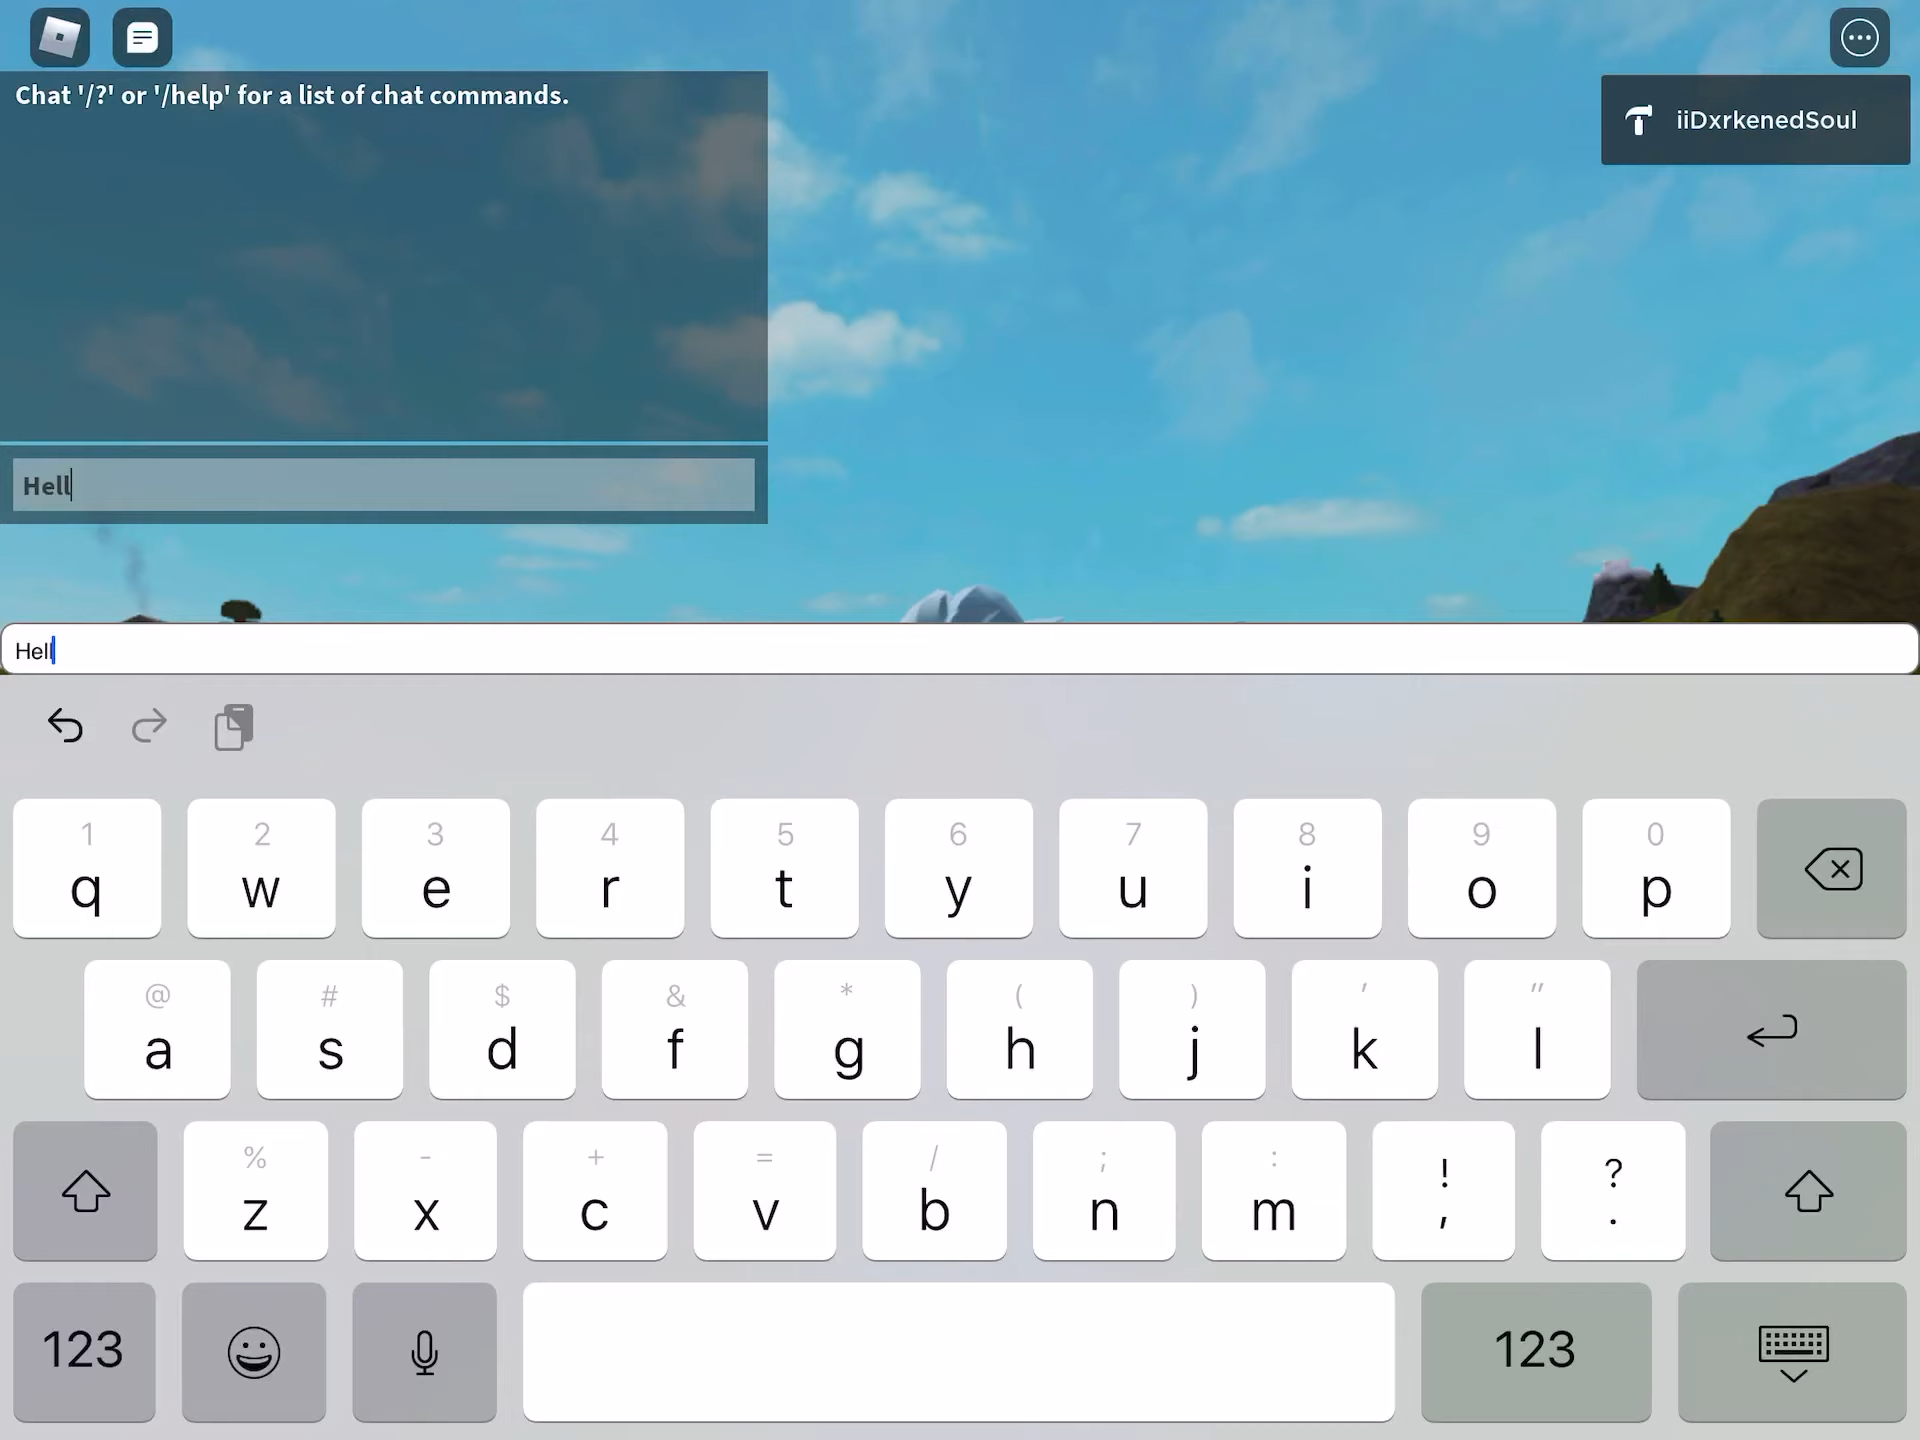 Chat '/?' or '/help' for a list of chat commands.
iiDxrkenedSoul
Hell
Hell
1 2 3 4 5 6 7 8 9 0
q w e r t y u i o p
@ # $ & * ( ) ' "
a s d f g h j k l
% - + = / ; : ! ?
z x c v b n m , .
123 123